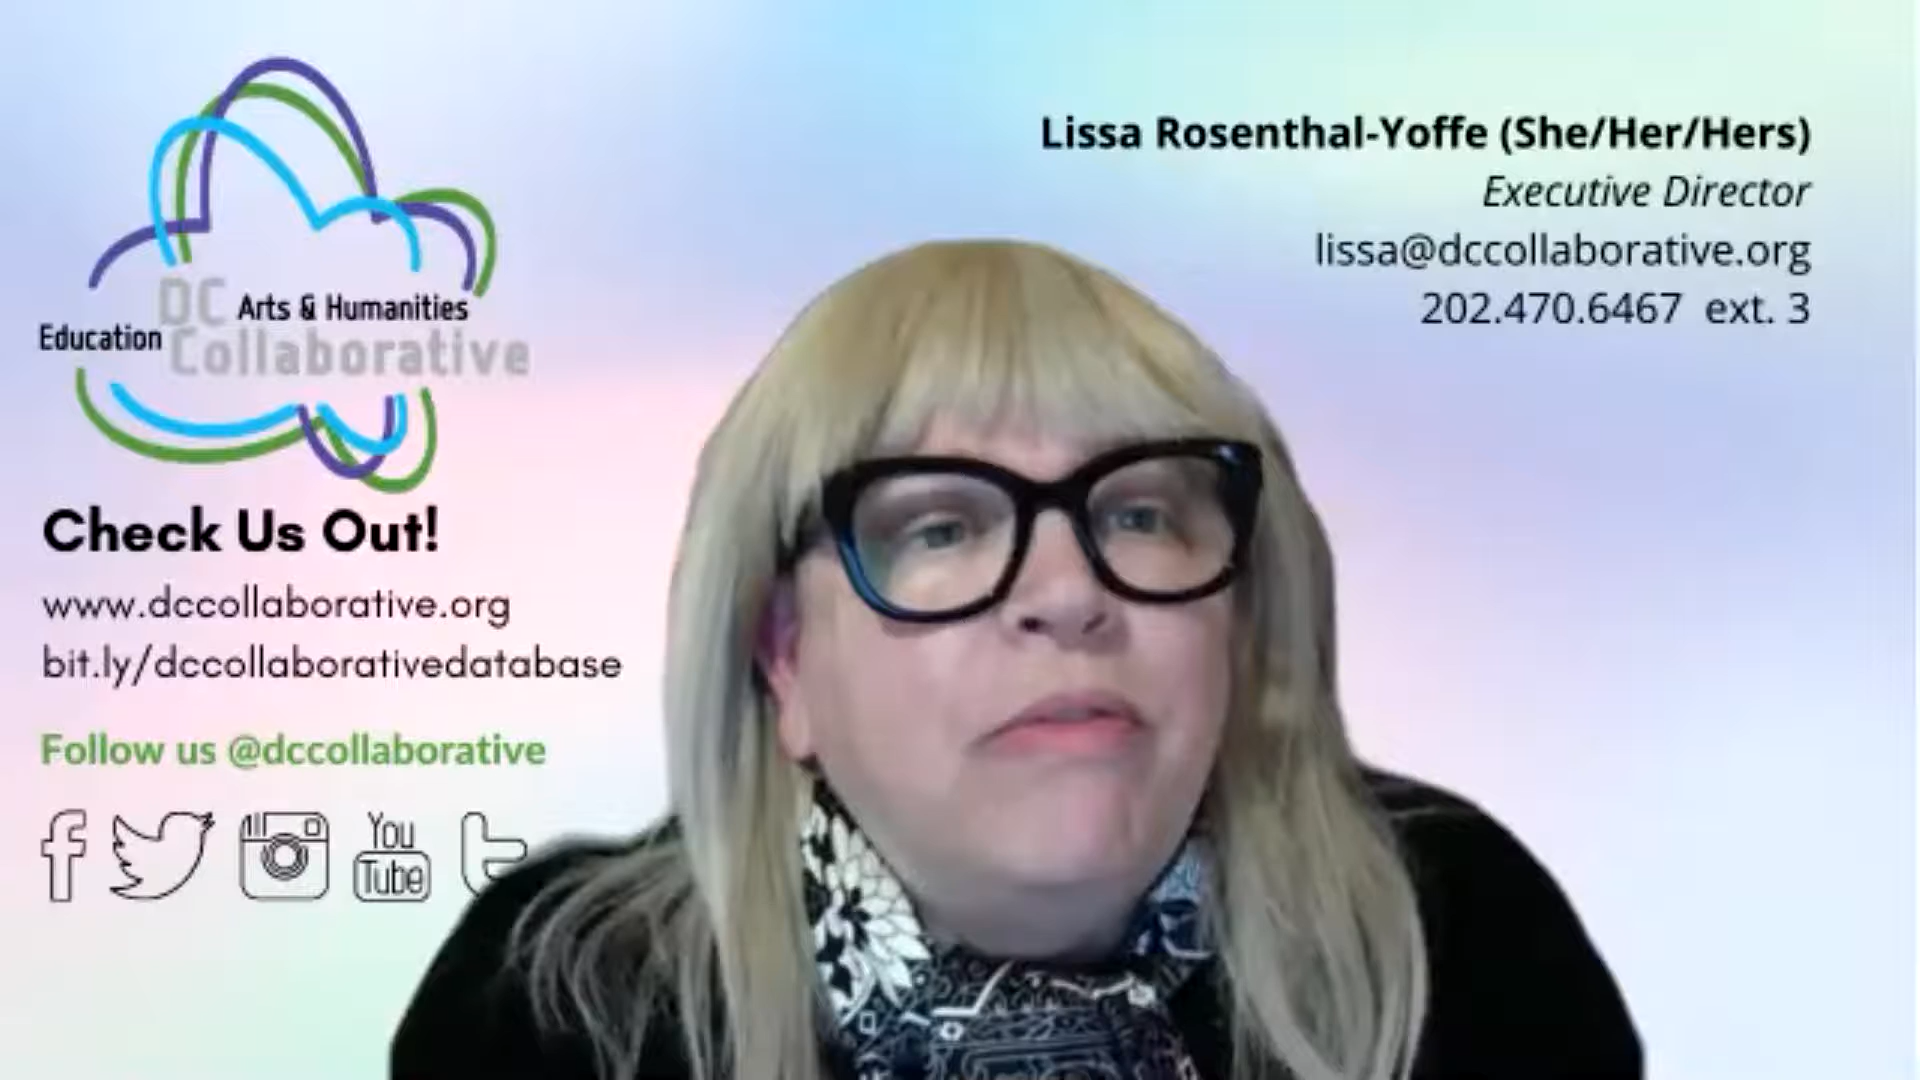 DC Arts & Humanities
Education Collaborative
Check Us Out!
www.dccollaborative.org
bit.ly/dccollaborativedatabase
Follow us @dccollaborative
You
Tube
Lissa Rosenthal-Yoffe (She/Her/Hers)
Executive Director
lissa@dccollaborative.org
202.470.6467 ext. 3